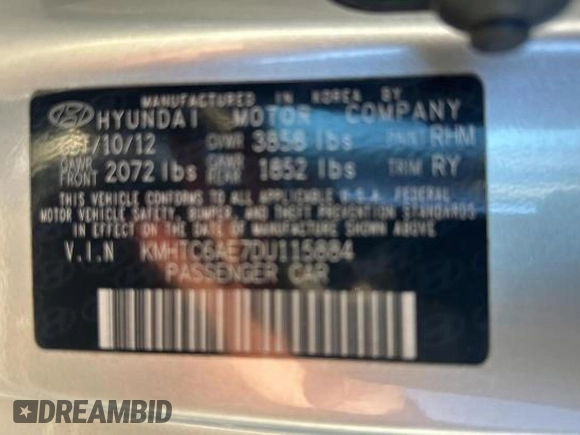 MANUFACTURED IN KOREA BY
HYUNDAI MOTOR COMPANY
/10/12 GVWR 3858 lbs PAINT RHM
GAWR FRONT 2072 lbs GAWR REAR 1852 lbs TRIM RY
THIS VEHICLE CONFORMS TO ALL APPLICABLE U.S.A. FEDERAL
MOTOR VEHICLE SAFETY, BUMPER, AND THEFT PREVENTION STANDARDS
IN EFFECT ON THE DATE OF MANUFACTURE SHOWN ABOVE
V.I.N KMHTC6AE7DU115884
PASSENGER CAR
DREAMBID